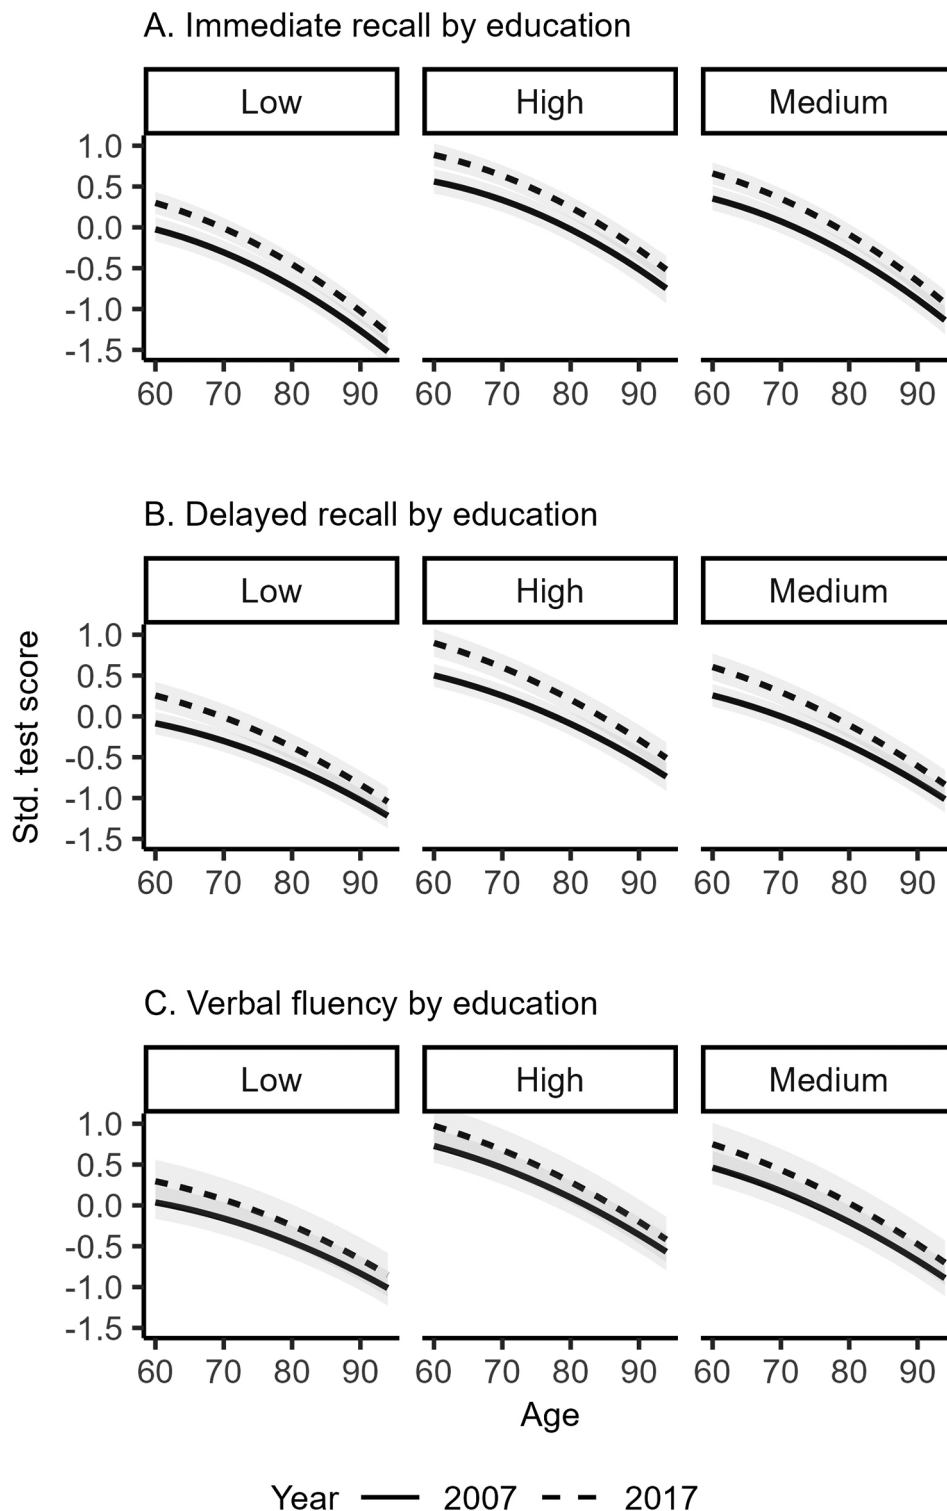 A. Immediate recall by education
Low High Medium
1.0
0.5
0.0
-0.5
-1.0
-1.5
60 70 80 90 60 70 80 90 60 70 80 90
B. Delayed recall by education
Low High Medium
1.0
0.5
0.0
-0.5
-1.0
-1.5
60 70 80 90 60 70 80 90 60 70 80 90
Std. test score
C. Verbal fluency by education
Low High Medium
1.0
0.5
0.0
-0.5
-1.0
-1.5
60 70 80 90 60 70 80 90 60 70 80 90
Age
Year 2007 2017